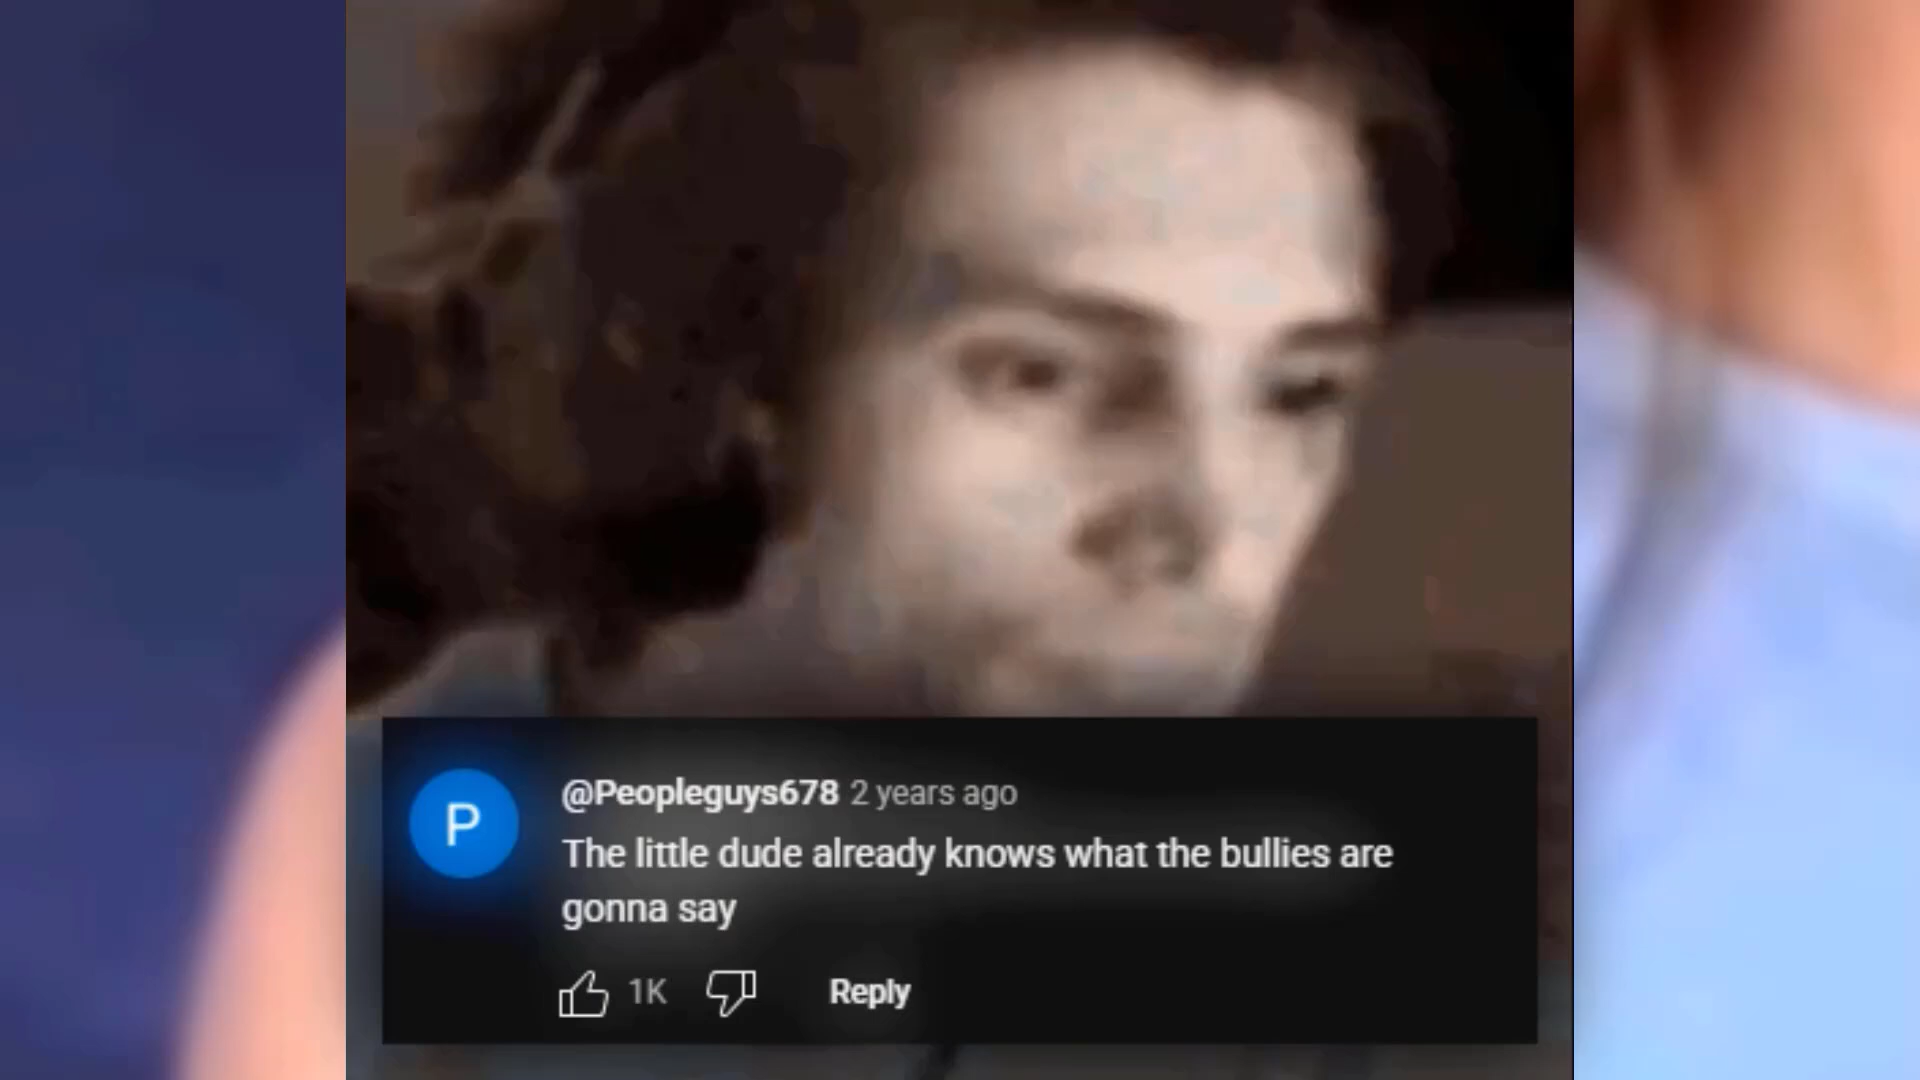 P
@Peopleguys678 2 years ago
The little dude already knows what the bullies are
gonna say
1K Reply